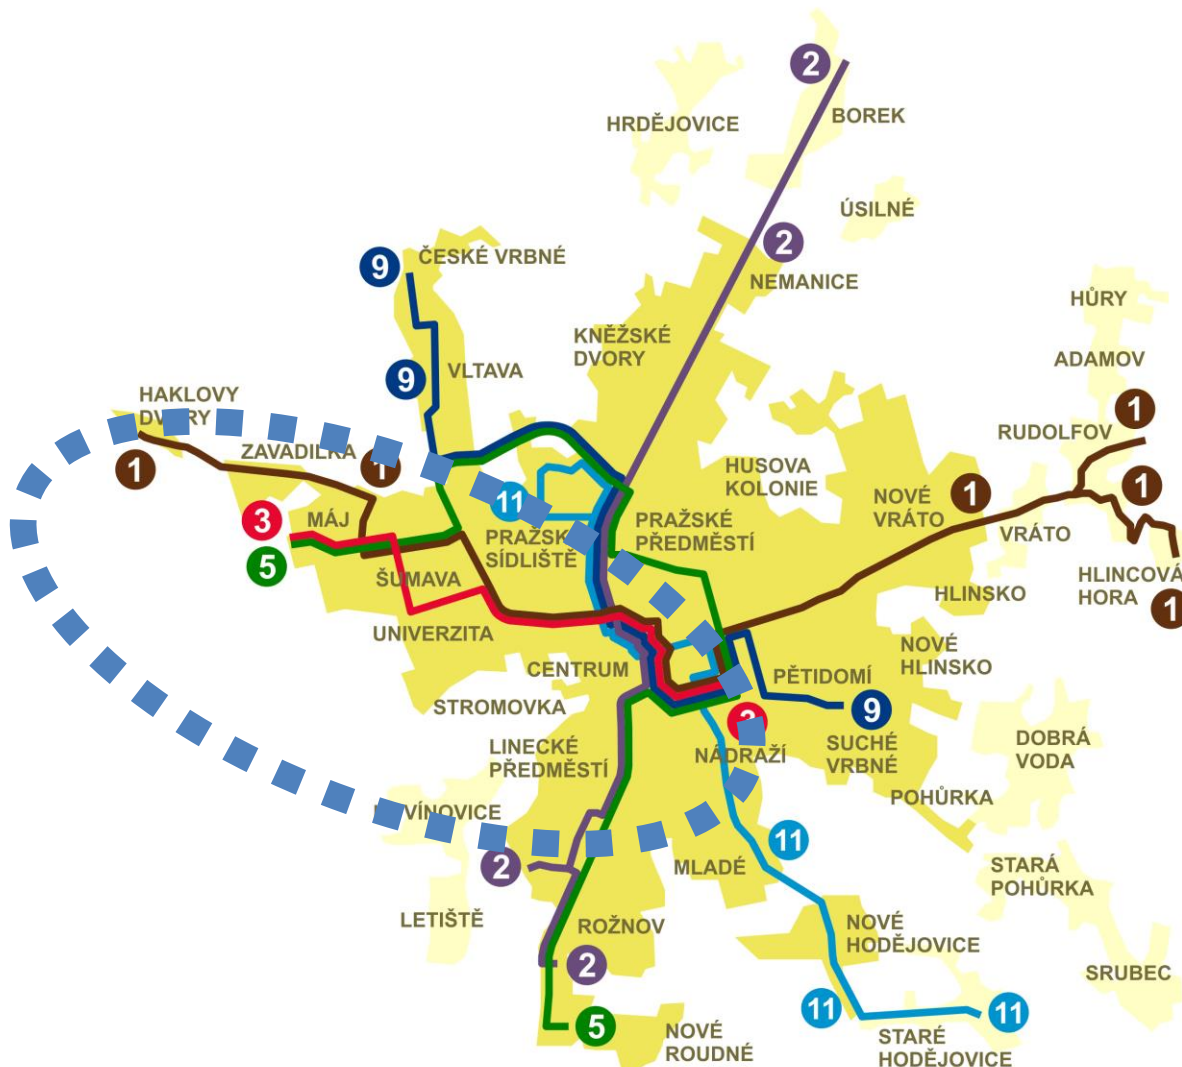 2
BOREK
HRDĚJOVICE
ÚSILNÉ
2
NEMANICE
ČESKÉ VRBNÉ
9
HŮRY
KNĚŽSKÉ
DVORY
ADAMOV
9
VLTAVA
HAKLOVY
DVORY
1
RUDOLFOV
ZAVADILKA
1
1
HUSOVA
KOLONIE
1
1
NOVÉ
VRÁTO
11
3
MÁJ
PRAŽSKÉ
PŘEDMĚSTÍ
VRÁTO
SÍDLIŠTĚ
5
ŠUMAVA
HLINCOVÁ
HORA
HLINSKO
1
UNIVERZITA
NOVÉ
HLINSKO
CENTRUM
PĚTIDOMÍ
STROMOVKA
9
NÁDRAŽÍ
SUCHÉ
VRBNÉ
DOBRÁ
VODA
LINECKÉ
PŘEDMĚSTÍ
POHŮRKA
11
2
MLADÉ
STARÁ
POHŮRKA
LETIŠTĚ
ROŽNOV
NOVÉ
HODĚJOVICE
2
SRUBEC
5
11
11
NOVÉ
ROUDNÉ
STARÉ
HODĚJOVICE